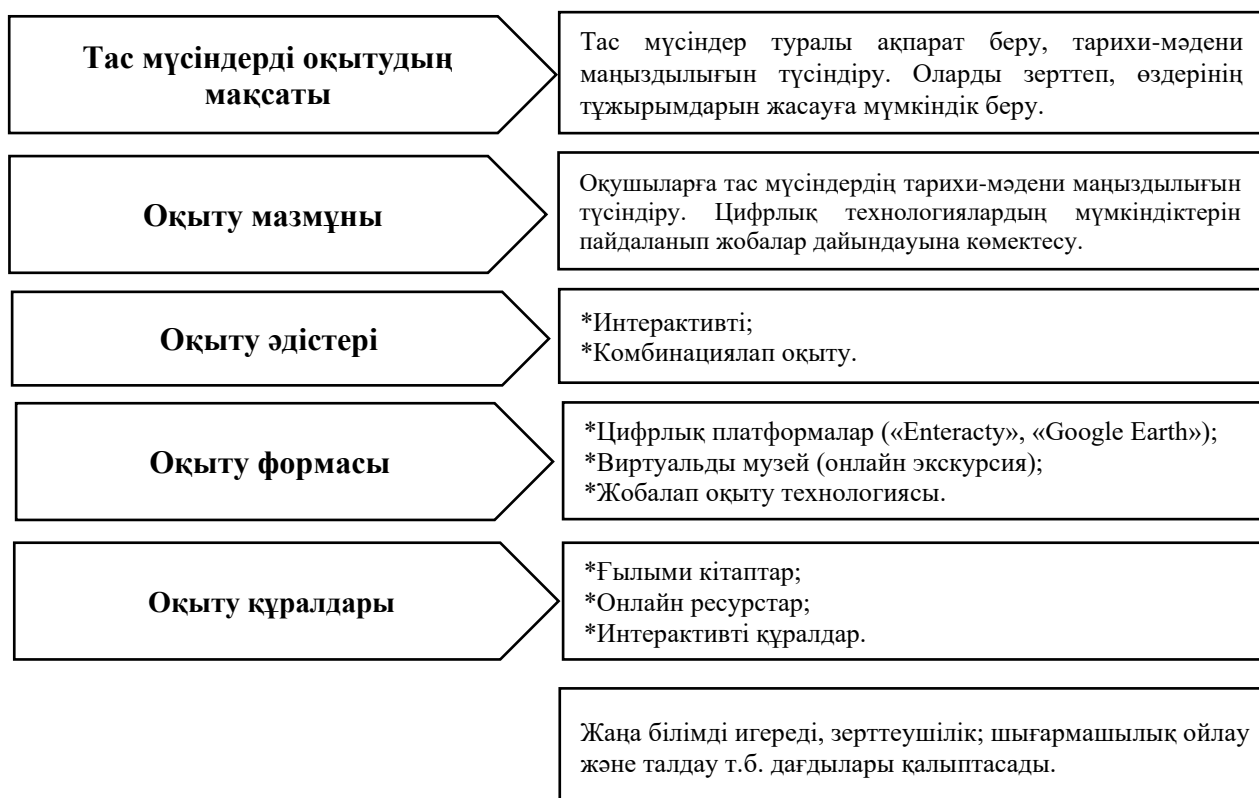 Тас мүсіндерді оқытудың
мақсаты
Тас мүсіндер туралы ақпарат беру, тарихи-мәдени
маңыздылығын түсіндіру. Оларды зерттеп, өздерінің
тұжырымдарын жасауға мүмкіндік беру.
Оқыту мазмұны
Оқушыларға тас мүсіндердің тарихи-мәдени маңыздылығын
түсіндіру. Цифрлық технологиялардың мүмкіндіктерін
пайдаланып жобалар дайындауына көмектесу.
Оқыту әдістері
*Интерактивті;
*Комбинациялап оқыту.
Оқыту формасы
*Цифрлық платформалар («Enteracty», «Google Earth»);
*Виртуальды музей (онлайн экскурсия);
*Жобалап оқыту технологиясы.
Оқыту құралдары
*Ғылыми кітаптар;
*Онлайн ресурстар;
*Интерактивті құралдар.
Жаңа білімді игереді, зерттеушілік; шығармашылық ойлау
және талдау т.б. дағдылары қалыптасады.